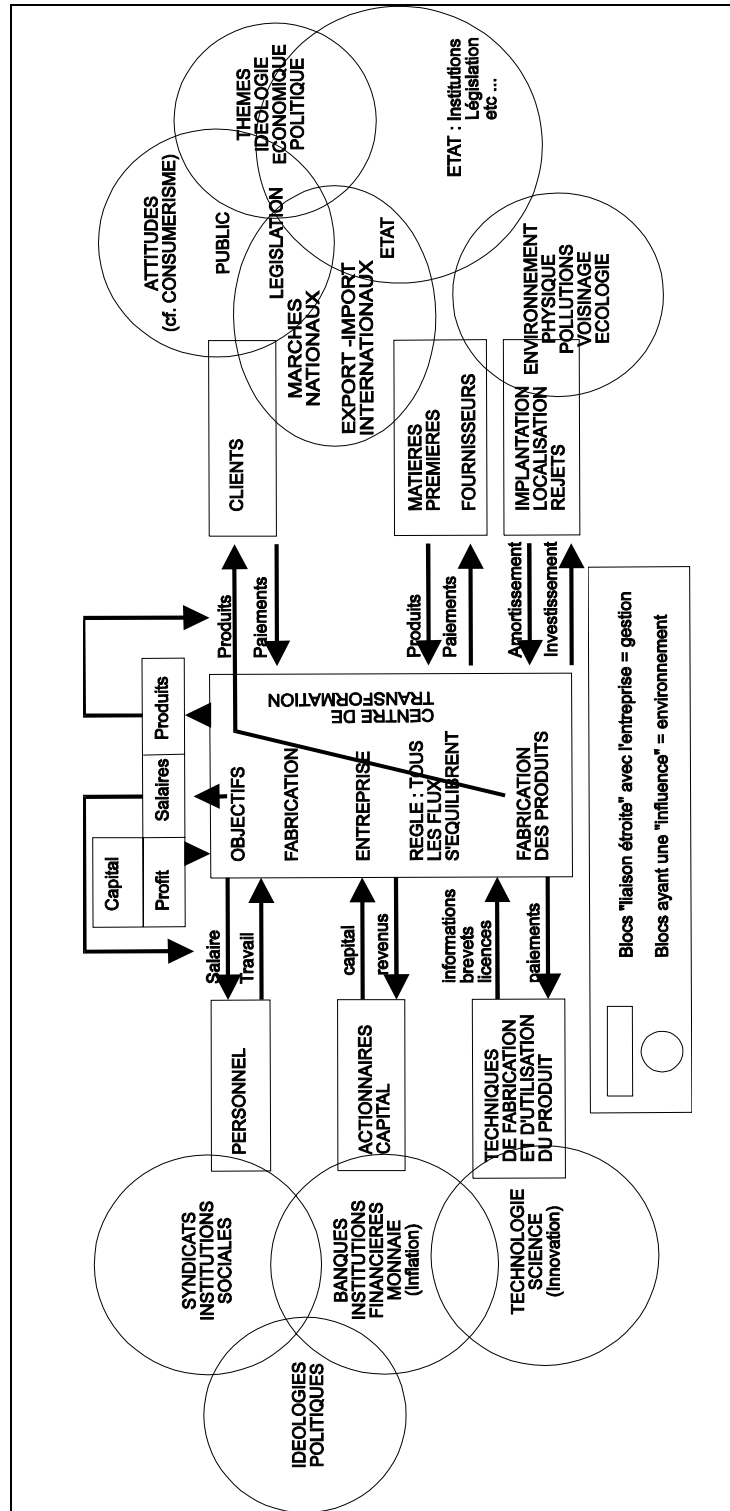 IDEOLOGIES
POLITIQUES
SYNDICATS
INSTITUTIONS
SOCIALES
BANQUES
INSTITUTIONS
FINANCIERES
MONNAIE
(Inflation)
TECHNOLOGIE
SCIENCE
(Innovation)
PERSONNEL
ACTIONNAIRES
CAPITAL
TECHNIQUES
DE FABRICATION
ET D'UTILISATION
DU PRODUIT
Salaire
Travail
capital
revenus
informations
brevets
licences
paiements
Capital
Profit
Salaires
Produits
OBJECTIFS
FABRICATION
ENTREPRISE
REGLE : TOUS
LES FLUX
S'EQUILIBRENT
FABRICATION
DES PRODUITS
CENTRE DE
TRANSFORMATION
Produits
Paiements
Produits
Paiements
Amortissement
Investissement
CLIENTS
MATIERES
PREMIERES
FOURNISSEURS
IMPLANTATION
LOCALISATION
REJETS
ATTITUDES
(cf. CONSUMERISME)
PUBLIC
LEGISLATION
MARCHES
NATIONAUX
EXPORT -IMPORT
INTERNATIONAUX
ETAT
THEMES
IDEOLOGIE
ECONOMIQUE
POLITIQUE
ETAT : Institutions
Législation
etc ...
ENVIRONNEMENT
PHYSIQUE
POLLUTIONS
VOISINAGE
ECOLOGIE
Blocs "liaison étroite" avec l'entreprise = gestion
Blocs ayant une "influence" = environnement